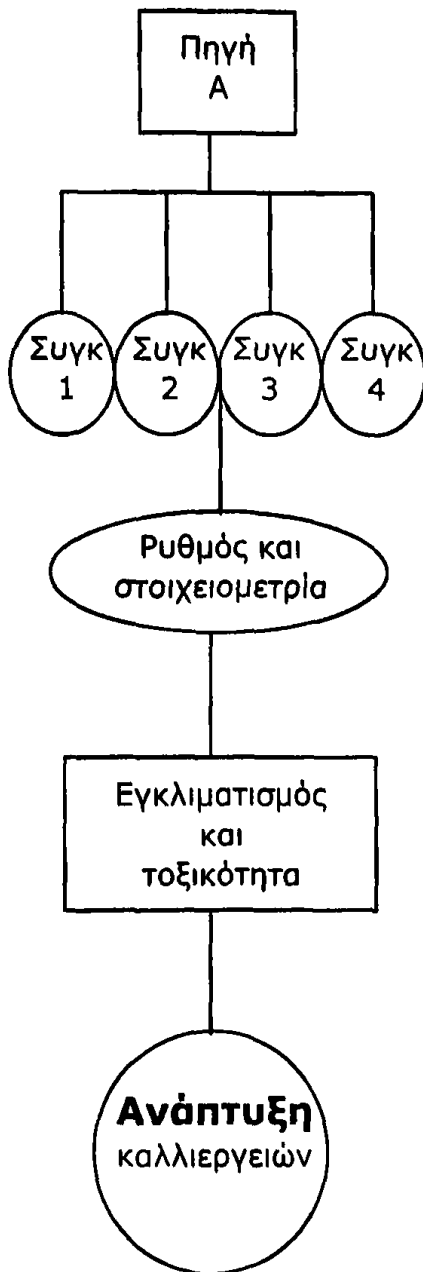 Πηγή
Α
Συγκ Συγκ Συγκ Συγκ
1 2 3 4
Ρυθμός και
στοιχειομετρία
Εγκλιματισμός
και
τοξικότητα
Ανάπτυξη
καλλιεργειών